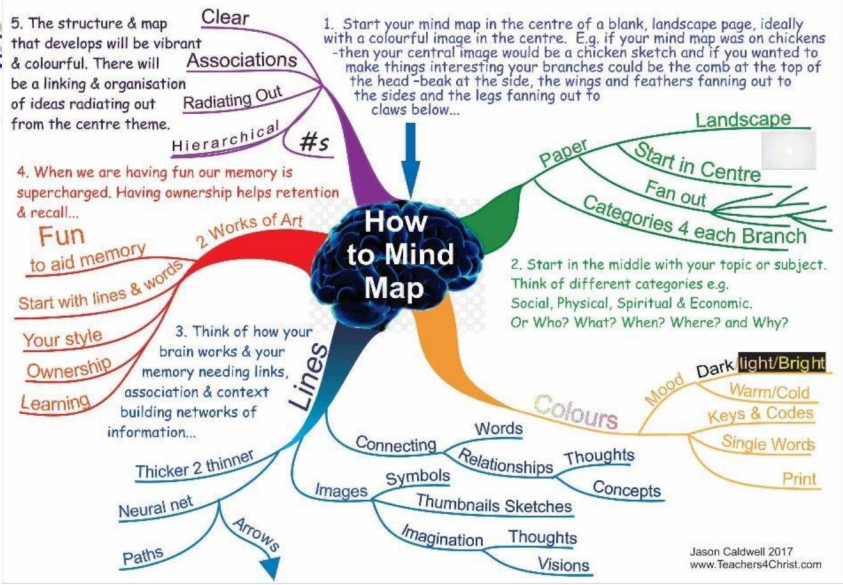 5. The structure & map
that develops will be vibrant
& colourful. There will
be a linking & organisation
of ideas radiating out
from the centre theme.
Clear
Associations
Radiating Out
Hierarchical
#s
1. Start your mind map in the centre of a blank, landscape page, ideally
with a colourful image in the centre. E.g. if your mind map was on chickens
-then your central image would be a chicken sketch and if you wanted to
make things interesting your branches could be the comb at the top of
the head -beak at the side, the wings and feathers fanning out to
the sides and the legs fanning out to
claws below...
Paper
Landscape
Start in Centre
Fan out
Categories 4 each Branch
4. When we are having fun our memory is
supercharged. Having ownership helps retention
& recall...
How
to Mind
Map
2 Works of Art
Fun
to aid memory
Start with lines & words
Your style
Ownership
Learning
2. Start in the middle with your topic or subject.
Think of different categories e.g.
Social, Physical, Spiritual & Economic.
Or Who? What? When? Where? and Why?
3. Think of how your
brain works & your
memory needing links,
association & context
building networks of
information...
Lines
Thicker 2 thinner
Neural net
Paths
Arrows
Connecting
Words
Relationships
Thoughts
Concepts
Images
Symbols
Thumbnails Sketches
Imagination
Thoughts
Visions
Colours
Mood
Dark light/Bright
Warm/Cold
Keys & Codes
Single Words
Print
Jason Caldwell 2017
www.Teachers4Christ.com